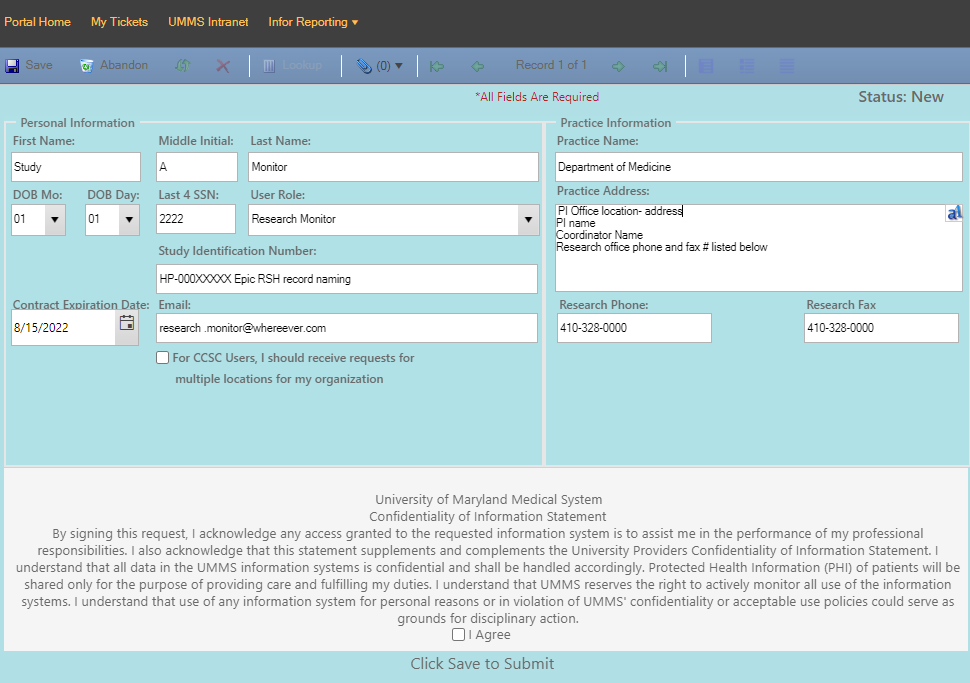 Portal Home My Tickets UMMS Intranet Infor Reporting
Save Abandon Lookup (0) Record 1 of 1
*All Fields Are Required Status: New
Personal Information
First Name: Middle Initial: Last Name:
Study A Monitor
DOB Mo: DOB Day: Last 4 SSN: User Role:
01 01 2222 Research Monitor
Study Identification Number:
HP-000XXXXX Epic RSH record naming
Contract Expiration Date: Email:
8/15/2022 research .monitor@whereever.com
For CCSC Users, I should receive requests for
multiple locations for my organization
Practice Information
Practice Name:
Department of Medicine
Practice Address:
PI Office location- address
PI name
Coordinator Name
Research office phone and fax # listed below
Research Phone: Research Fax
410-328-0000 410-328-0000
University of Maryland Medical System
Confidentiality of Information Statement
By signing this request, I acknowledge any access granted to the requested information system is to assist me in the performance of my professional
responsibilities. I also acknowledge that this statement supplements and complements the University Providers Confidentiality of Information Statement. I
understand that all data in the UMMS information systems is confidential and shall be handled accordingly. Protected Health Information (PHI) of patients will be
shared only for the purpose of providing care and fulfilling my duties. I understand that UMMS reserves the right to actively monitor all use of the information
systems. I understand that use of any information system for personal reasons or in violation of UMMS' confidentiality or acceptable use policies could serve as
grounds for disciplinary action.
I Agree
Click Save to Submit